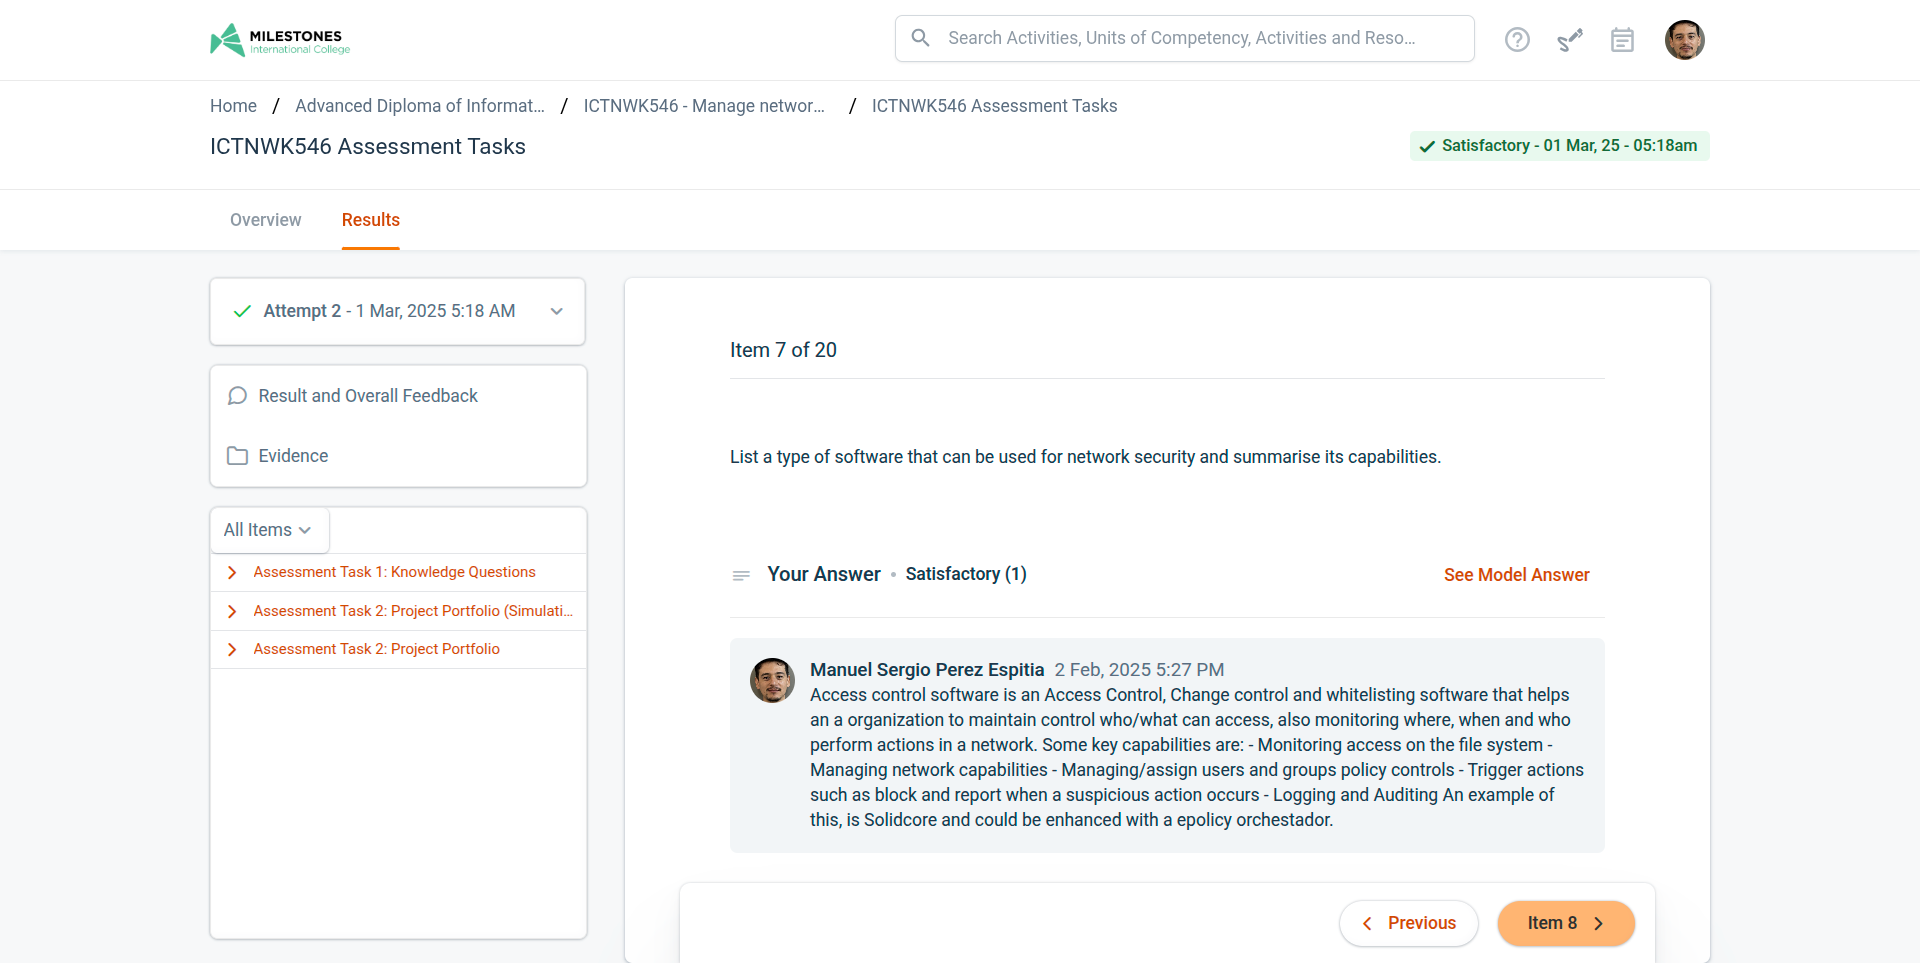 MILESTONES
International College
Search Activities, Units of Competency, Activities and Reso...
Home / Advanced Diploma of Informat... / ICTNWK546 - Manage networ... / ICTNWK546 Assessment Tasks
ICTNWK546 Assessment Tasks
Satisfactory - 01 Mar, 25 - 05:18am
Overview
Results
Attempt 2 - 1 Mar, 2025 5:18 AM
Result and Overall Feedback
Evidence
All Items
Assessment Task 1: Knowledge Questions
Assessment Task 2: Project Portfolio (Simulati...
Assessment Task 2: Project Portfolio
Item 7 of 20
List a type of software that can be used for network security and summarise its capabilities.
Your Answer • Satisfactory (1)
See Model Answer
Manuel Sergio Perez Espitia 2 Feb, 2025 5:27 PM
Access control software is an Access Control, Change control and whitelisting software that helps
an a organization to maintain control who/what can access, also monitoring where, when and who
perform actions in a network. Some key capabilities are: - Monitoring access on the file system -
Managing network capabilities - Managing/assign users and groups policy controls - Trigger actions
such as block and report when a suspicious action occurs - Logging and Auditing An example of
this, is Solidcore and could be enhanced with a epolicy orchestador.
Previous
Item 8